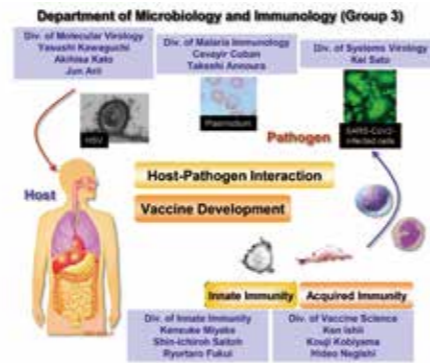 Department of Microbiology and Immunology (Group 3)
Div. of Molecular Virology
Yasushi Kawaguchi
Akihisa Kato
Jun Arii
Div. of Malaria Immunology
Cevayir Coban
Takeshi Annoura
Div. of Systems Virology
Kei Sato
HSV
Plasmodium
SARS-CoV2-
infected cells
Pathogen
Host
Host-Pathogen Interaction
Vaccine Development
Innate Immunity
Acquired Immunity
Div. of Innate Immunity
Kensuke Miyake
Shin-ichiroh Saitoh
Ryutaro Fukui
Div. of Vaccine Science
Ken Ishii
Kouji Kobiyama
Hideo Negishi